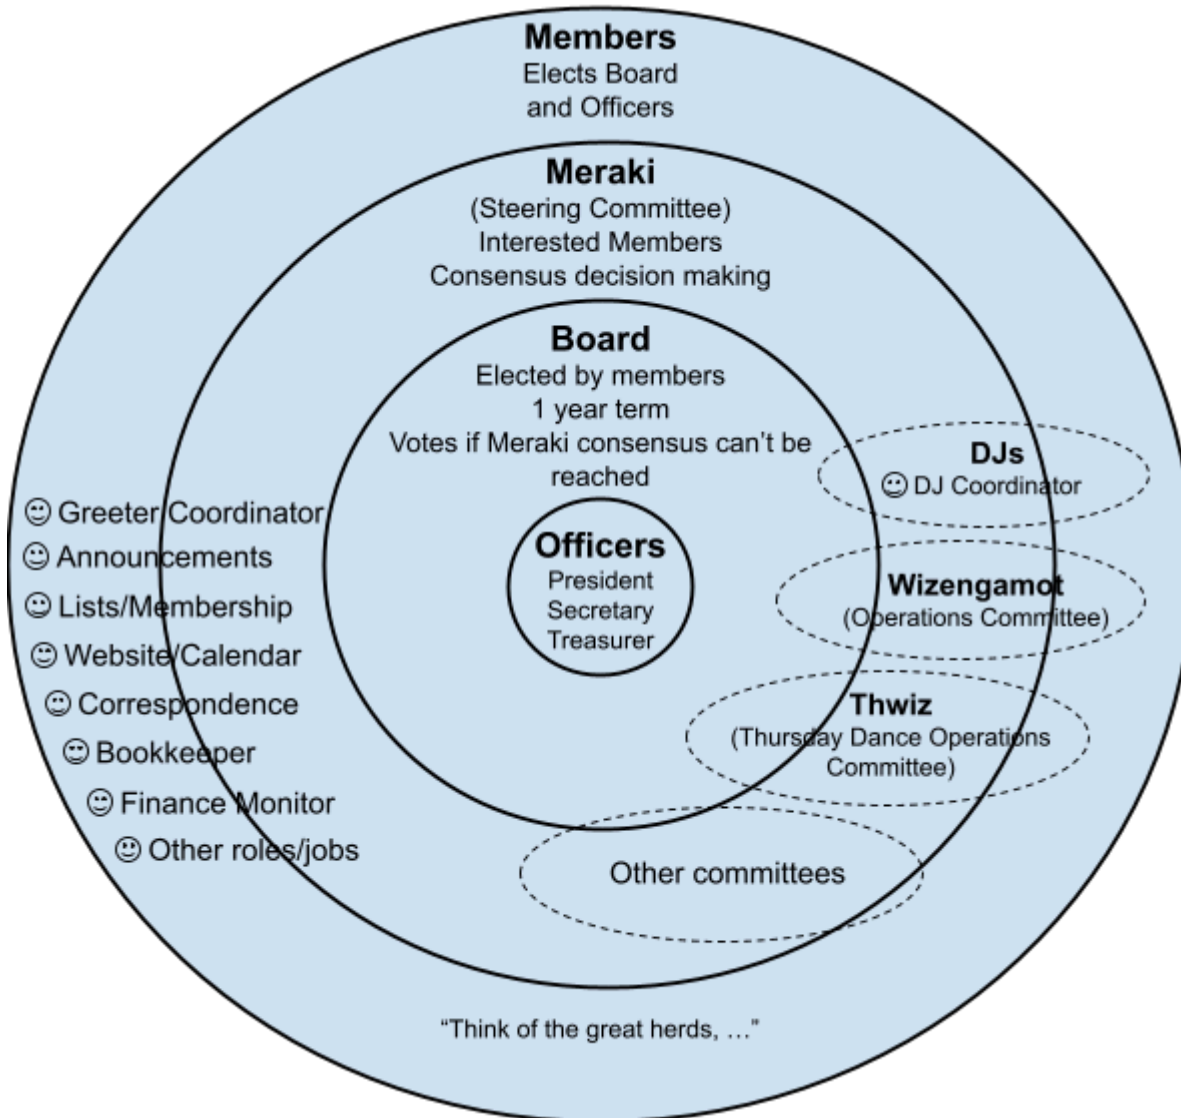 Members
Elects Board
and Officers
Meraki
(Steering Committee)
Interested Members
Consensus decision making
Board
Elected by members
1 year term
Votes if Meraki consensus can’t be
reached
Officers
President
Secretary
Treasurer
Greeter Coordinator
Announcements
Lists/Membership
Website/Calendar
Correspondence
Bookkeeper
Finance Monitor
Other roles/jobs
DJs
DJ Coordinator
Wizengamot
(Operations Committee)
Thwiz
(Thursday Dance Operations
Committee)
Other committees
“Think of the great herds, …”